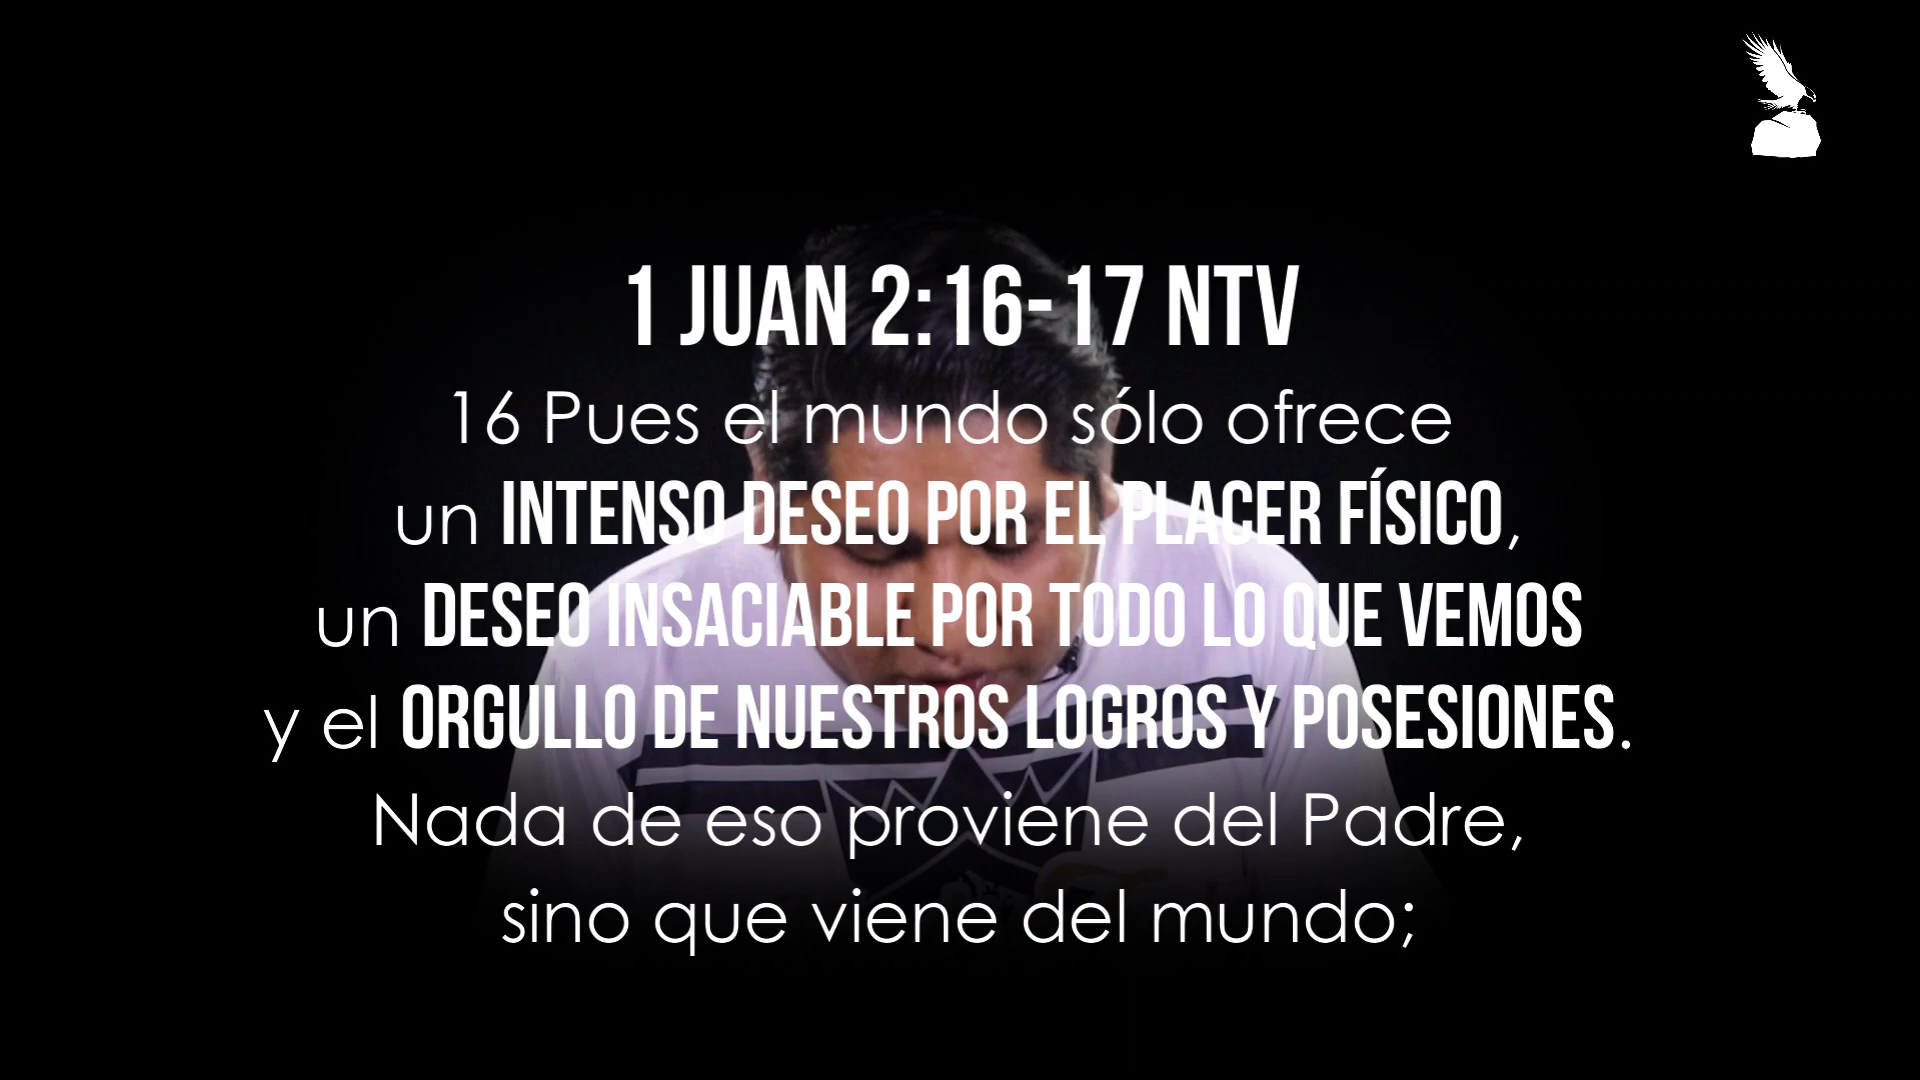 1 JUAN 2:16-17 NTV
16 Pues el mundo sólo ofrece
un INTENSO DESEO POR EL PLACER FÍSICO,
un DESEO INSACIABLE POR TODO LO QUE VEMOS
y el ORGULLO DE NUESTROS LOGROS Y POSESIONES.
Nada de eso proviene del Padre,
sino que viene del mundo;